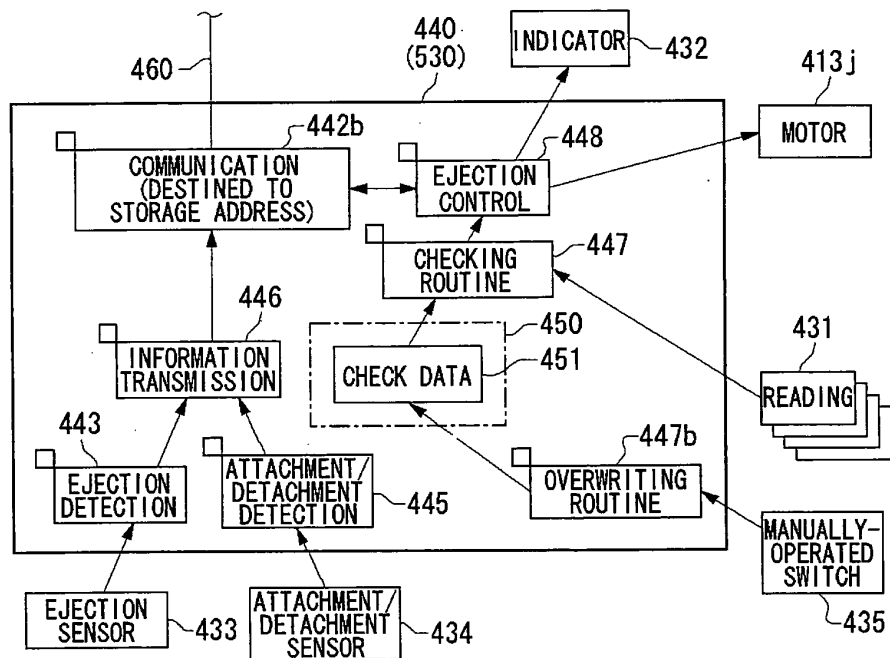 440
(530)
INDICATOR
432
460
413j
MOTOR
442b
COMMUNICATION
(DESTINED TO
STORAGE ADDRESS)
448
EJECTION
CONTROL
447
CHECKING
ROUTINE
446
INFORMATION
TRANSMISSION
450
451
CHECK DATA
431
READING
443
EJECTION
DETECTION
ATTACHMENT/
DETACHMENT
DETECTION
445
447b
OVERWRITING
ROUTINE
MANUALLY-
OPERATED
SWITCH
435
EJECTION
SENSOR
433
ATTACHMENT/
DETACHMENT
SENSOR
434